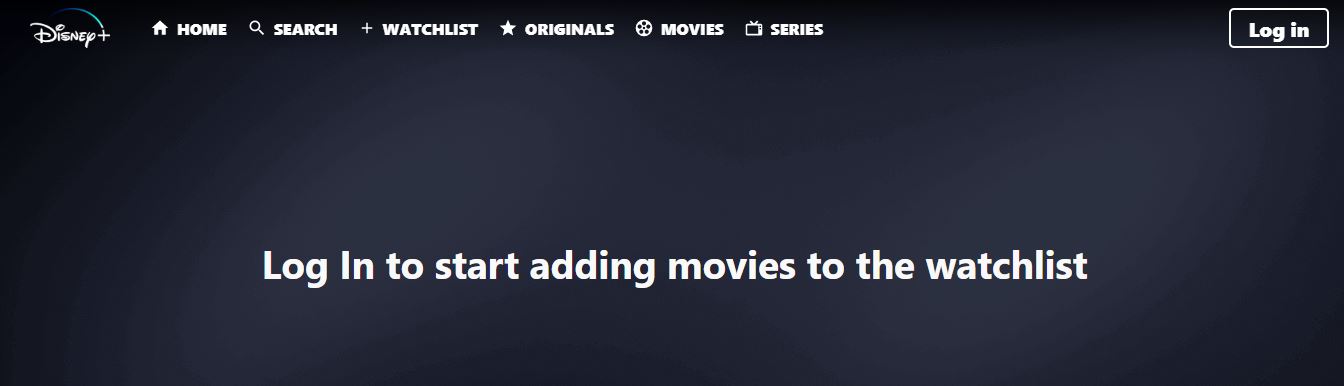 Disney+
HOME
SEARCH
WATCHLIST
ORIGINALS
MOVIES
SERIES
Log in
Log In to start adding movies to the watchlist